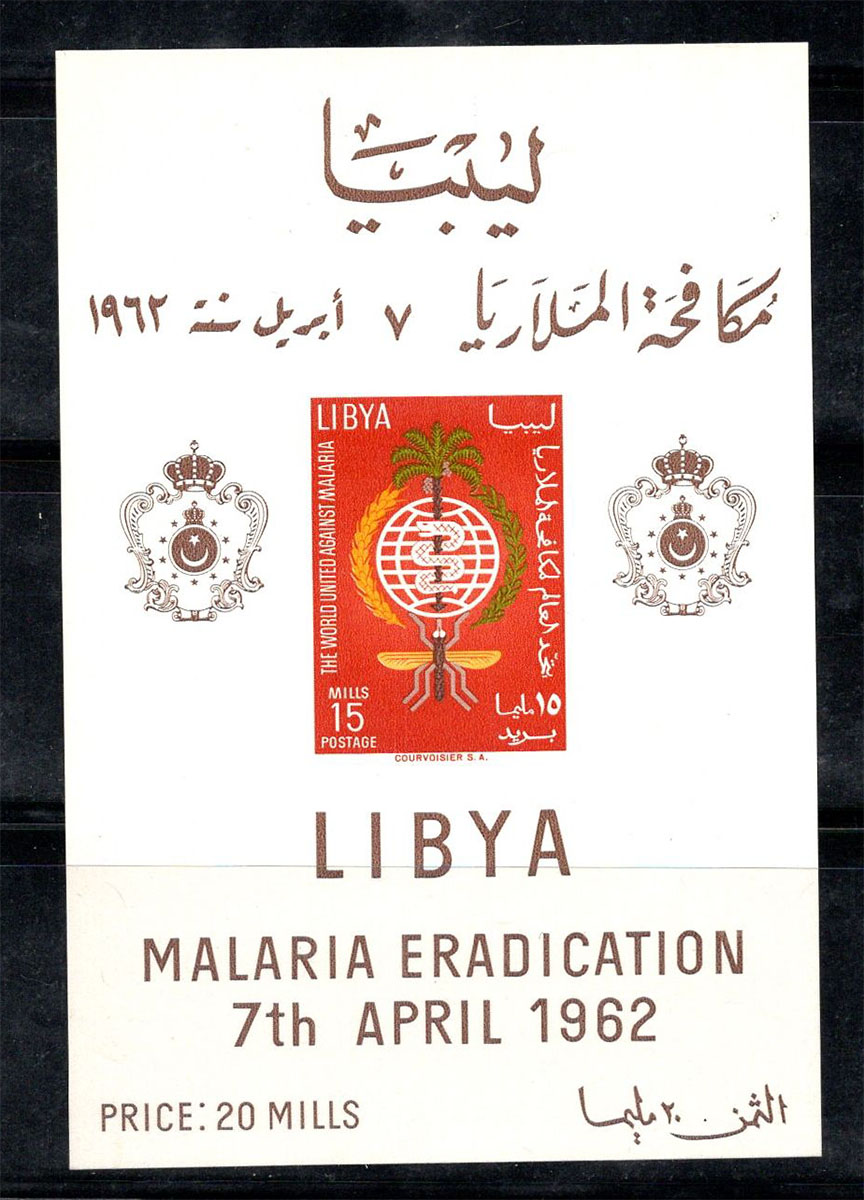 ليبيا
مكافحة الملاريا ٧ أبريل سنة ١٩٦٢
LIBYA ليبيا
THE WORLD UNITED AGAINST MALARIA
يتحد العالم لمكافحة الملاريا
MILLS
15
POSTAGE
١٥ مليما
بريد
COURVOISIER S.A.
LIBYA
MALARIA ERADICATION
7th APRIL 1962
PRICE: 20 MILLS
الثمن ٢٠ مليما